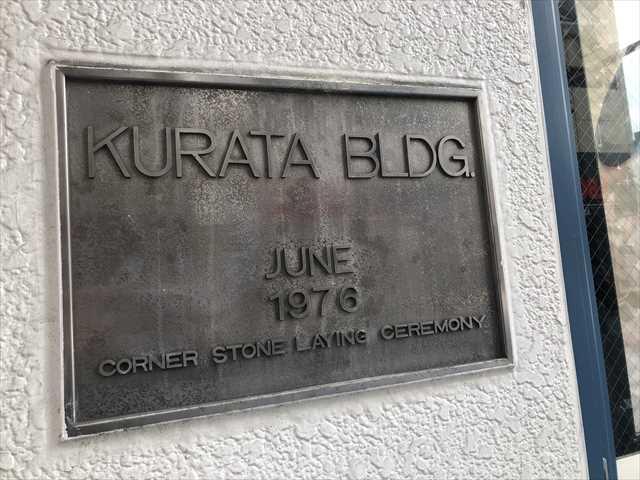 KURATA BLDG.
JUNE
1976
CORNER STONE LAYING CEREMONY